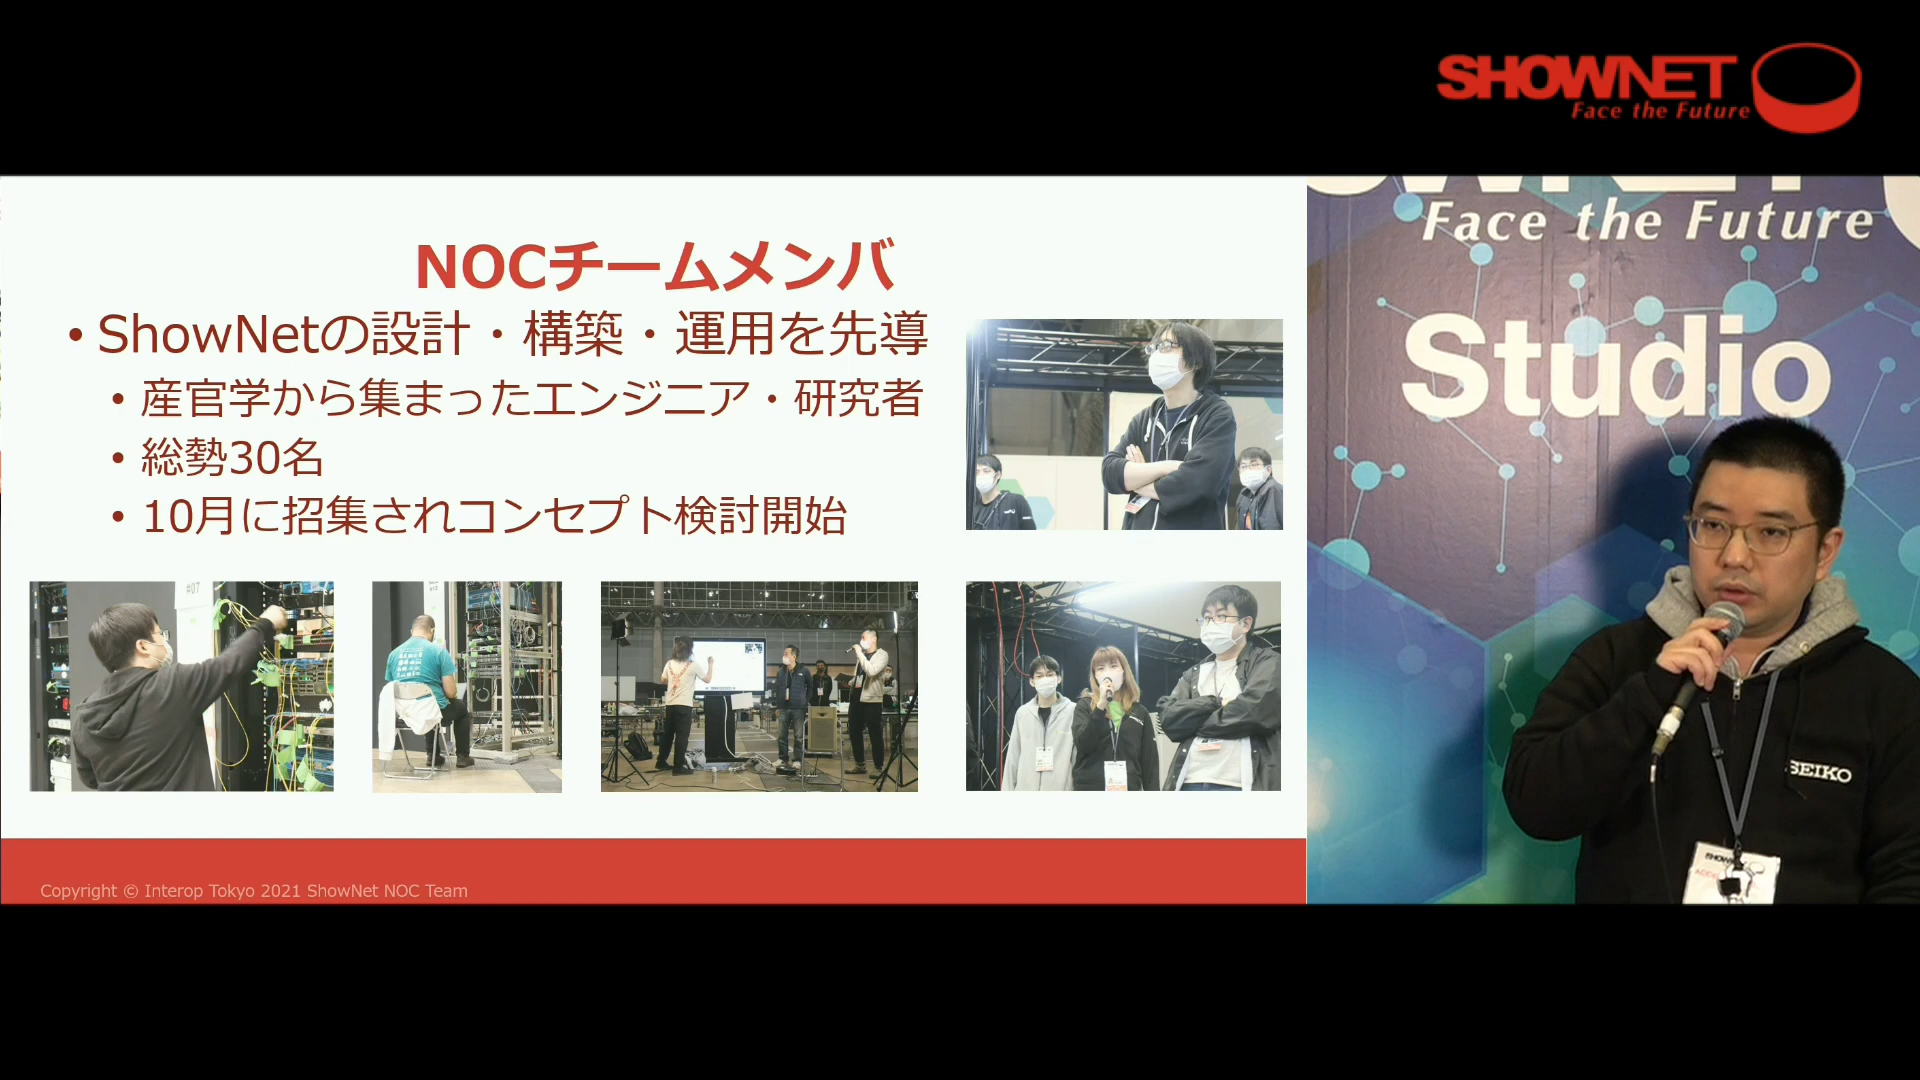 SHOWNET
Face the Future
NOCチームメンバ
• ShowNetの設計・構築・運用を先導
• 産官学から集まったエンジニア・研究者
• 総勢30名
• 10月に招集されコンセプト検討開始
#07
Copyright © Interop Tokyo 2021 ShowNet NOC Team
Face the Future
Studio
SEIKO